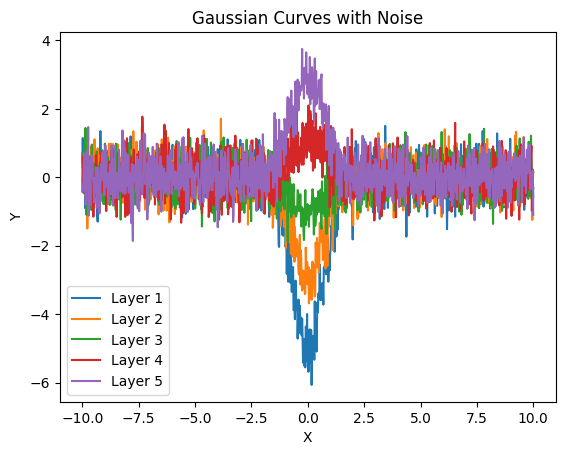 Gaussian Curves with Noise
4
2
0
−2
−4
−6
Y
Layer 1
Layer 2
Layer 3
Layer 4
Layer 5
−10.0 −7.5 −5.0 −2.5 0.0 2.5 5.0 7.5 10.0
X